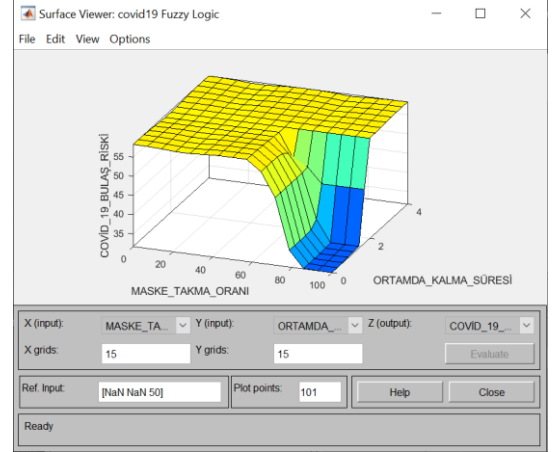 Surface Viewer: covid19 Fuzzy Logic
File Edit View Options
COVİD_19_BULAŞ_RİSKİ
55
50
45
40
35
0
20
40
60
80
100
MASKE_TAKMA_ORANI
0
2
4
ORTAMDA_KALMA_SÜRESİ
X (input): MASKE_TA... Y (input): ORTAMDA_... Z (output): COVİD_19_...
X grids: 15 Y grids: 15 Evaluate
Ref. Input: [NaN NaN 50] Plot points: 101 Help Close
Ready